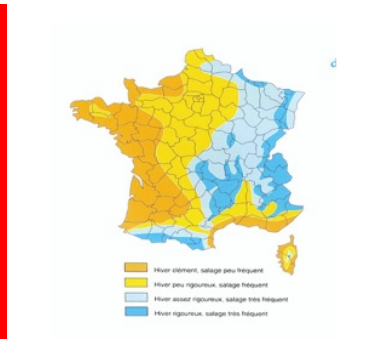 d
Hiver clément, salage peu fréquent
Hiver peu rigoureux, salage fréquent
Hiver assez rigoureux, salage très fréquent
Hiver rigoureux, salage très fréquent